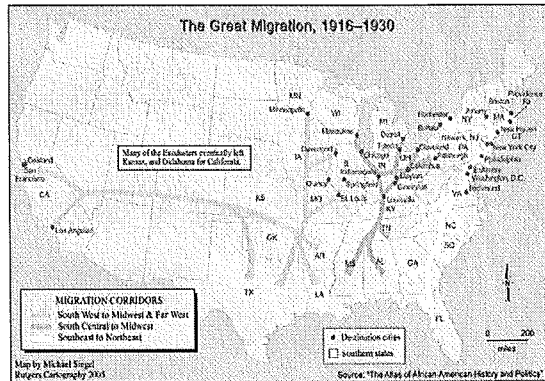 The Great Migration, 1916–1930
MN
Minneapolis
WI
Milwaukee
MI
Detroit
Rochester
Buffalo
Albany
NY
Boston
MA
Providence
RI
CT
New Haven
New York City
Newark, NJ
PA
Philadelphia
Pittsburgh
Baltimore
Washington, D.C.
Richmond
VA
Cleveland
Toledo
OH
Columbus
Cincinnati
Chicago
IN
Indianapolis
Davenport
IA
IL
Quincy
Springfield
St. Louis
MO
Louisville
KY
TN
NC
SC
GA
AL
MS
AR
LA
FL
KS
OK
TX
Oakland
San
Francisco
CA
Los Angeles
Many of the Exodusters eventually left
Kansas, and Oklahoma for California.
MIGRATION CORRIDORS
South West to Midwest & Far West
South Central to Midwest
Southeast to Northeast
Destination cities
Southern states
N
0 200
miles
Map by Michael Siegel
Rutgers Cartography 2005
Source: "The Atlas of African-American History and Politics"